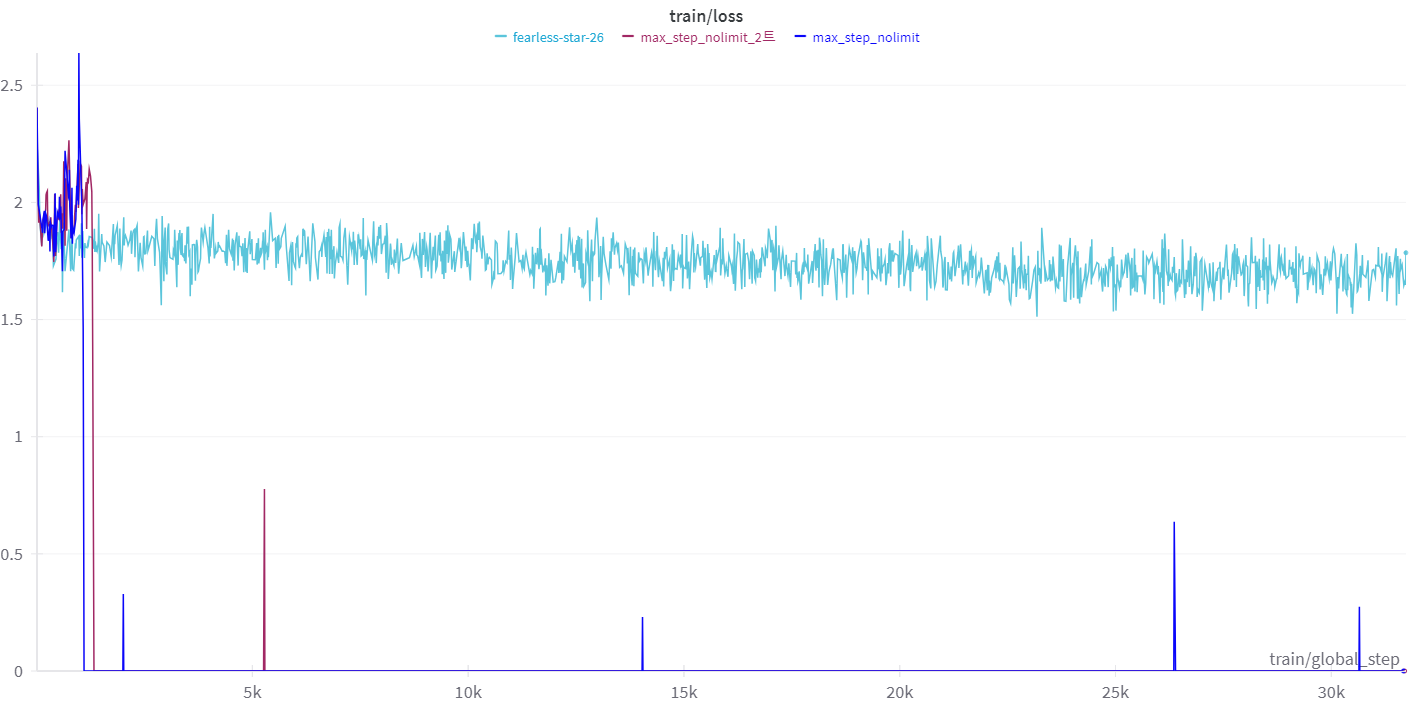 train/loss
fearless-star-26 max_step_nolimit_2트 max_step_nolimit
2.5
2
1.5
1
0.5
0
train/global_step
5k 10k 15k 20k 25k 30k